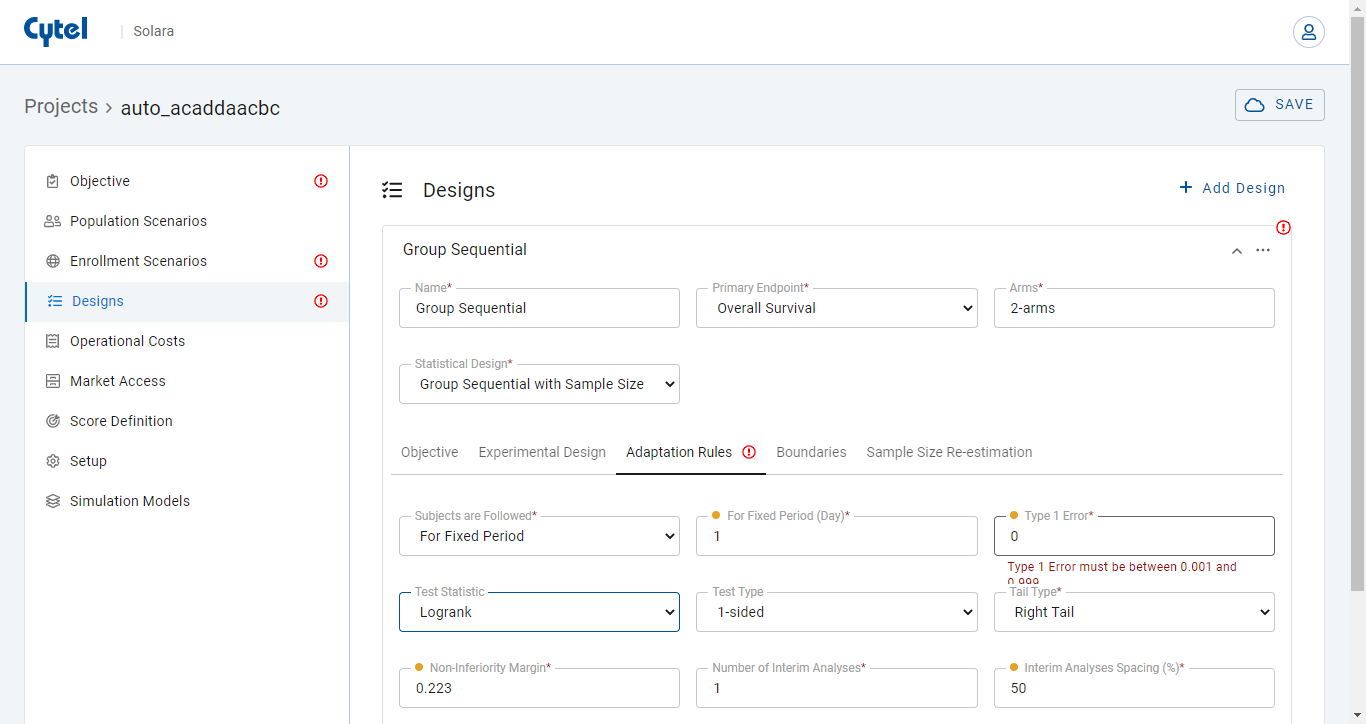 Cytel
Solara
Projects > auto_acaddaacbc
SAVE
Objective
Population Scenarios
Enrollment Scenarios
Designs
Operational Costs
Market Access
Score Definition
Setup
Simulation Models
Designs
+ Add Design
Group Sequential
Name*
Group Sequential
Primary Endpoint*
Overall Survival
Arms*
2-arms
Statistical Design*
Group Sequential with Sample Size
Objective
Experimental Design
Adaptation Rules
Boundaries
Sample Size Re-estimation
Subjects are Followed*
For Fixed Period
For Fixed Period (Day)*
1
Type 1 Error*
0
Type 1 Error must be between 0.001 and
0.999
Test Statistic
Logrank
Test Type
1-sided
Tail Type*
Right Tail
Non-Inferiority Margin*
0.223
Number of Interim Analyses*
1
Interim Analyses Spacing (%)*
50